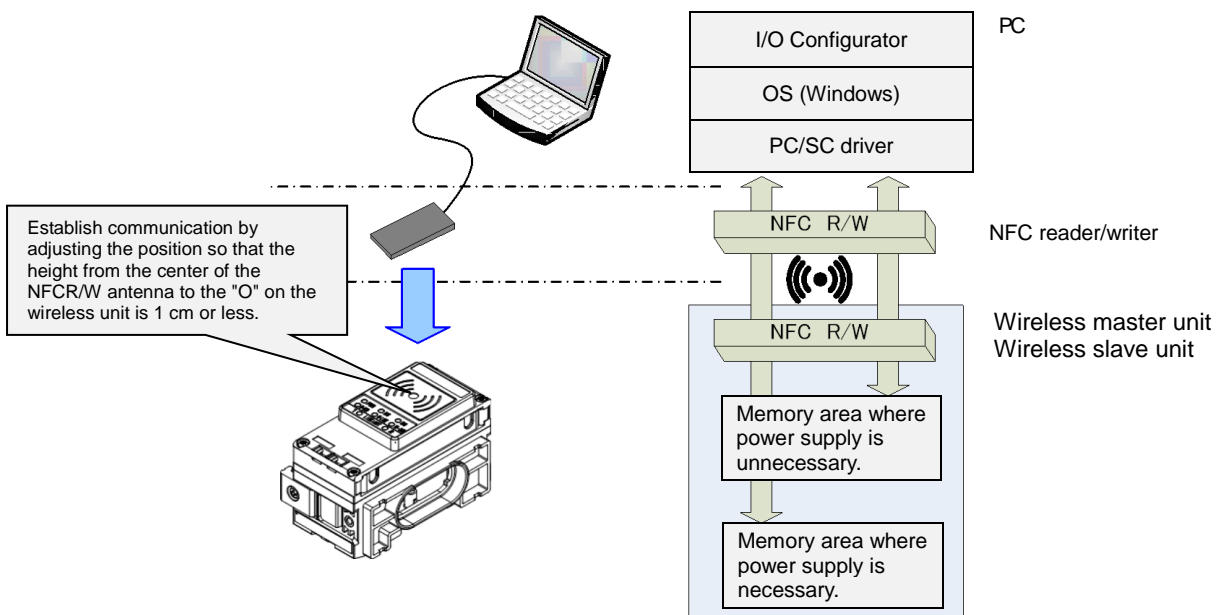 I/O Configurator
PC
OS (Windows)
PC/SC driver
Establish communication by
adjusting the position so that the
height from the center of the
NFCR/W antenna to the "O" on the
wireless unit is 1 cm or less.
NFC R/W
NFC reader/writer
NFC R/W
Wireless master unit
Wireless slave unit
Memory area where
power supply is
unnecessary.
Memory area where
power supply is
necessary.